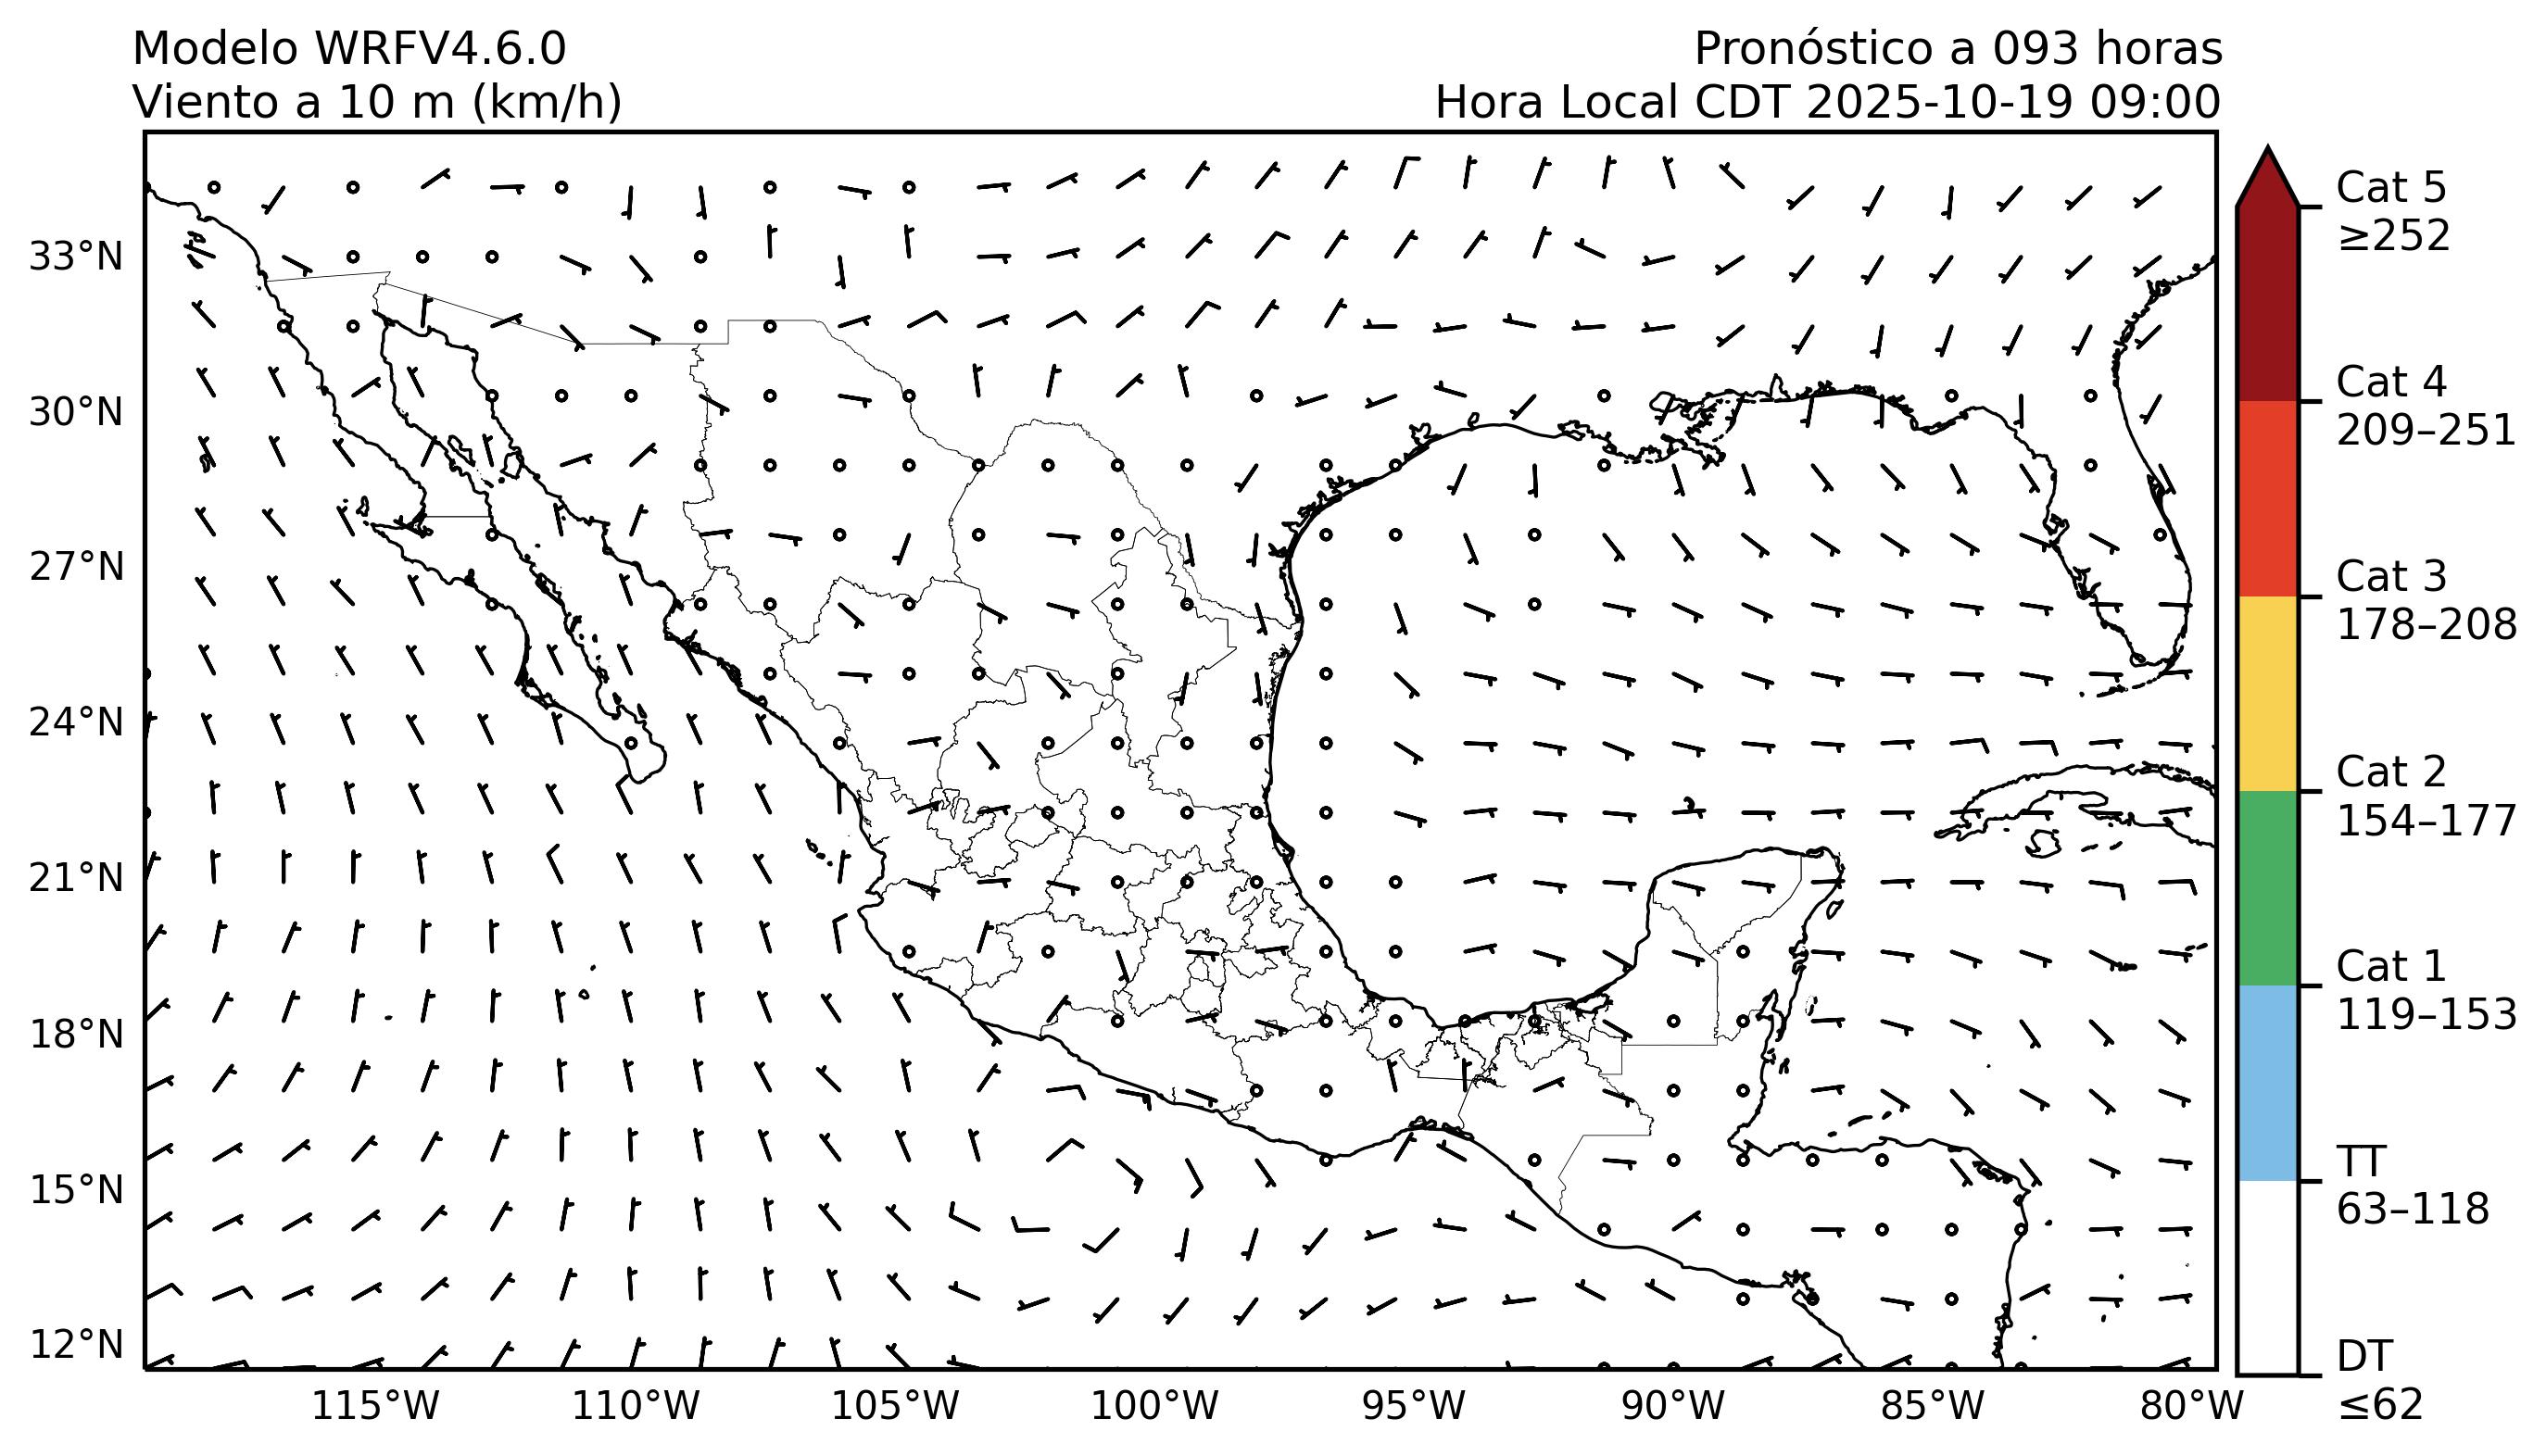 Modelo WRFV4.6.0
Viento a 10 m (km/h)
Pronóstico a 093 horas
Hora Local CDT 2025-10-19 09:00
33°N
30°N
27°N
24°N
21°N
18°N
15°N
12°N
115°W
110°W
105°W
100°W
95°W
90°W
85°W
80°W
Cat 5
≥252
Cat 4
209–251
Cat 3
178–208
Cat 2
154–177
Cat 1
119–153
TT
63–118
DT
≤62